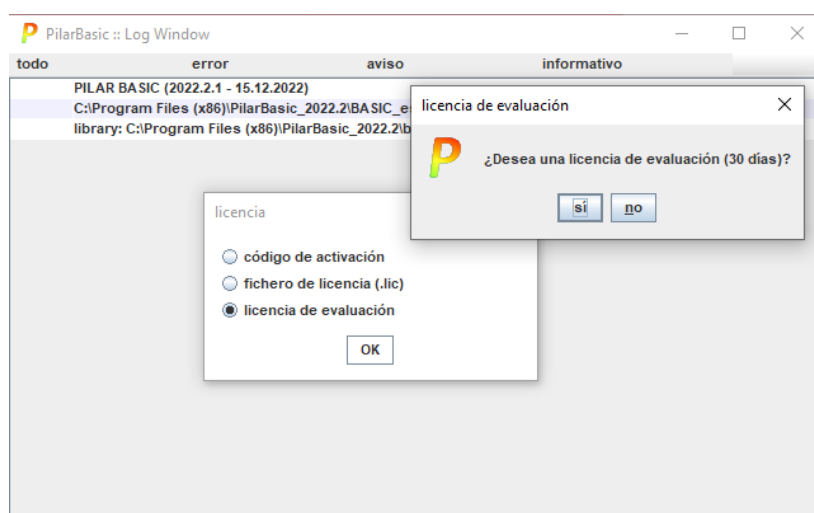 PilarBasic :: Log Window
todo error aviso informativo
PILAR BASIC (2022.2.1 - 15.12.2022)
C:\Program Files (x86)\PilarBasic_2022.2\BASIC_e
library: C:\Program Files (x86)\PilarBasic_2022.2\b
licencia de evaluación
¿Desea una licencia de evaluación (30 días)?
sí no
licencia
código de activación
fichero de licencia (.lic)
licencia de evaluación
OK